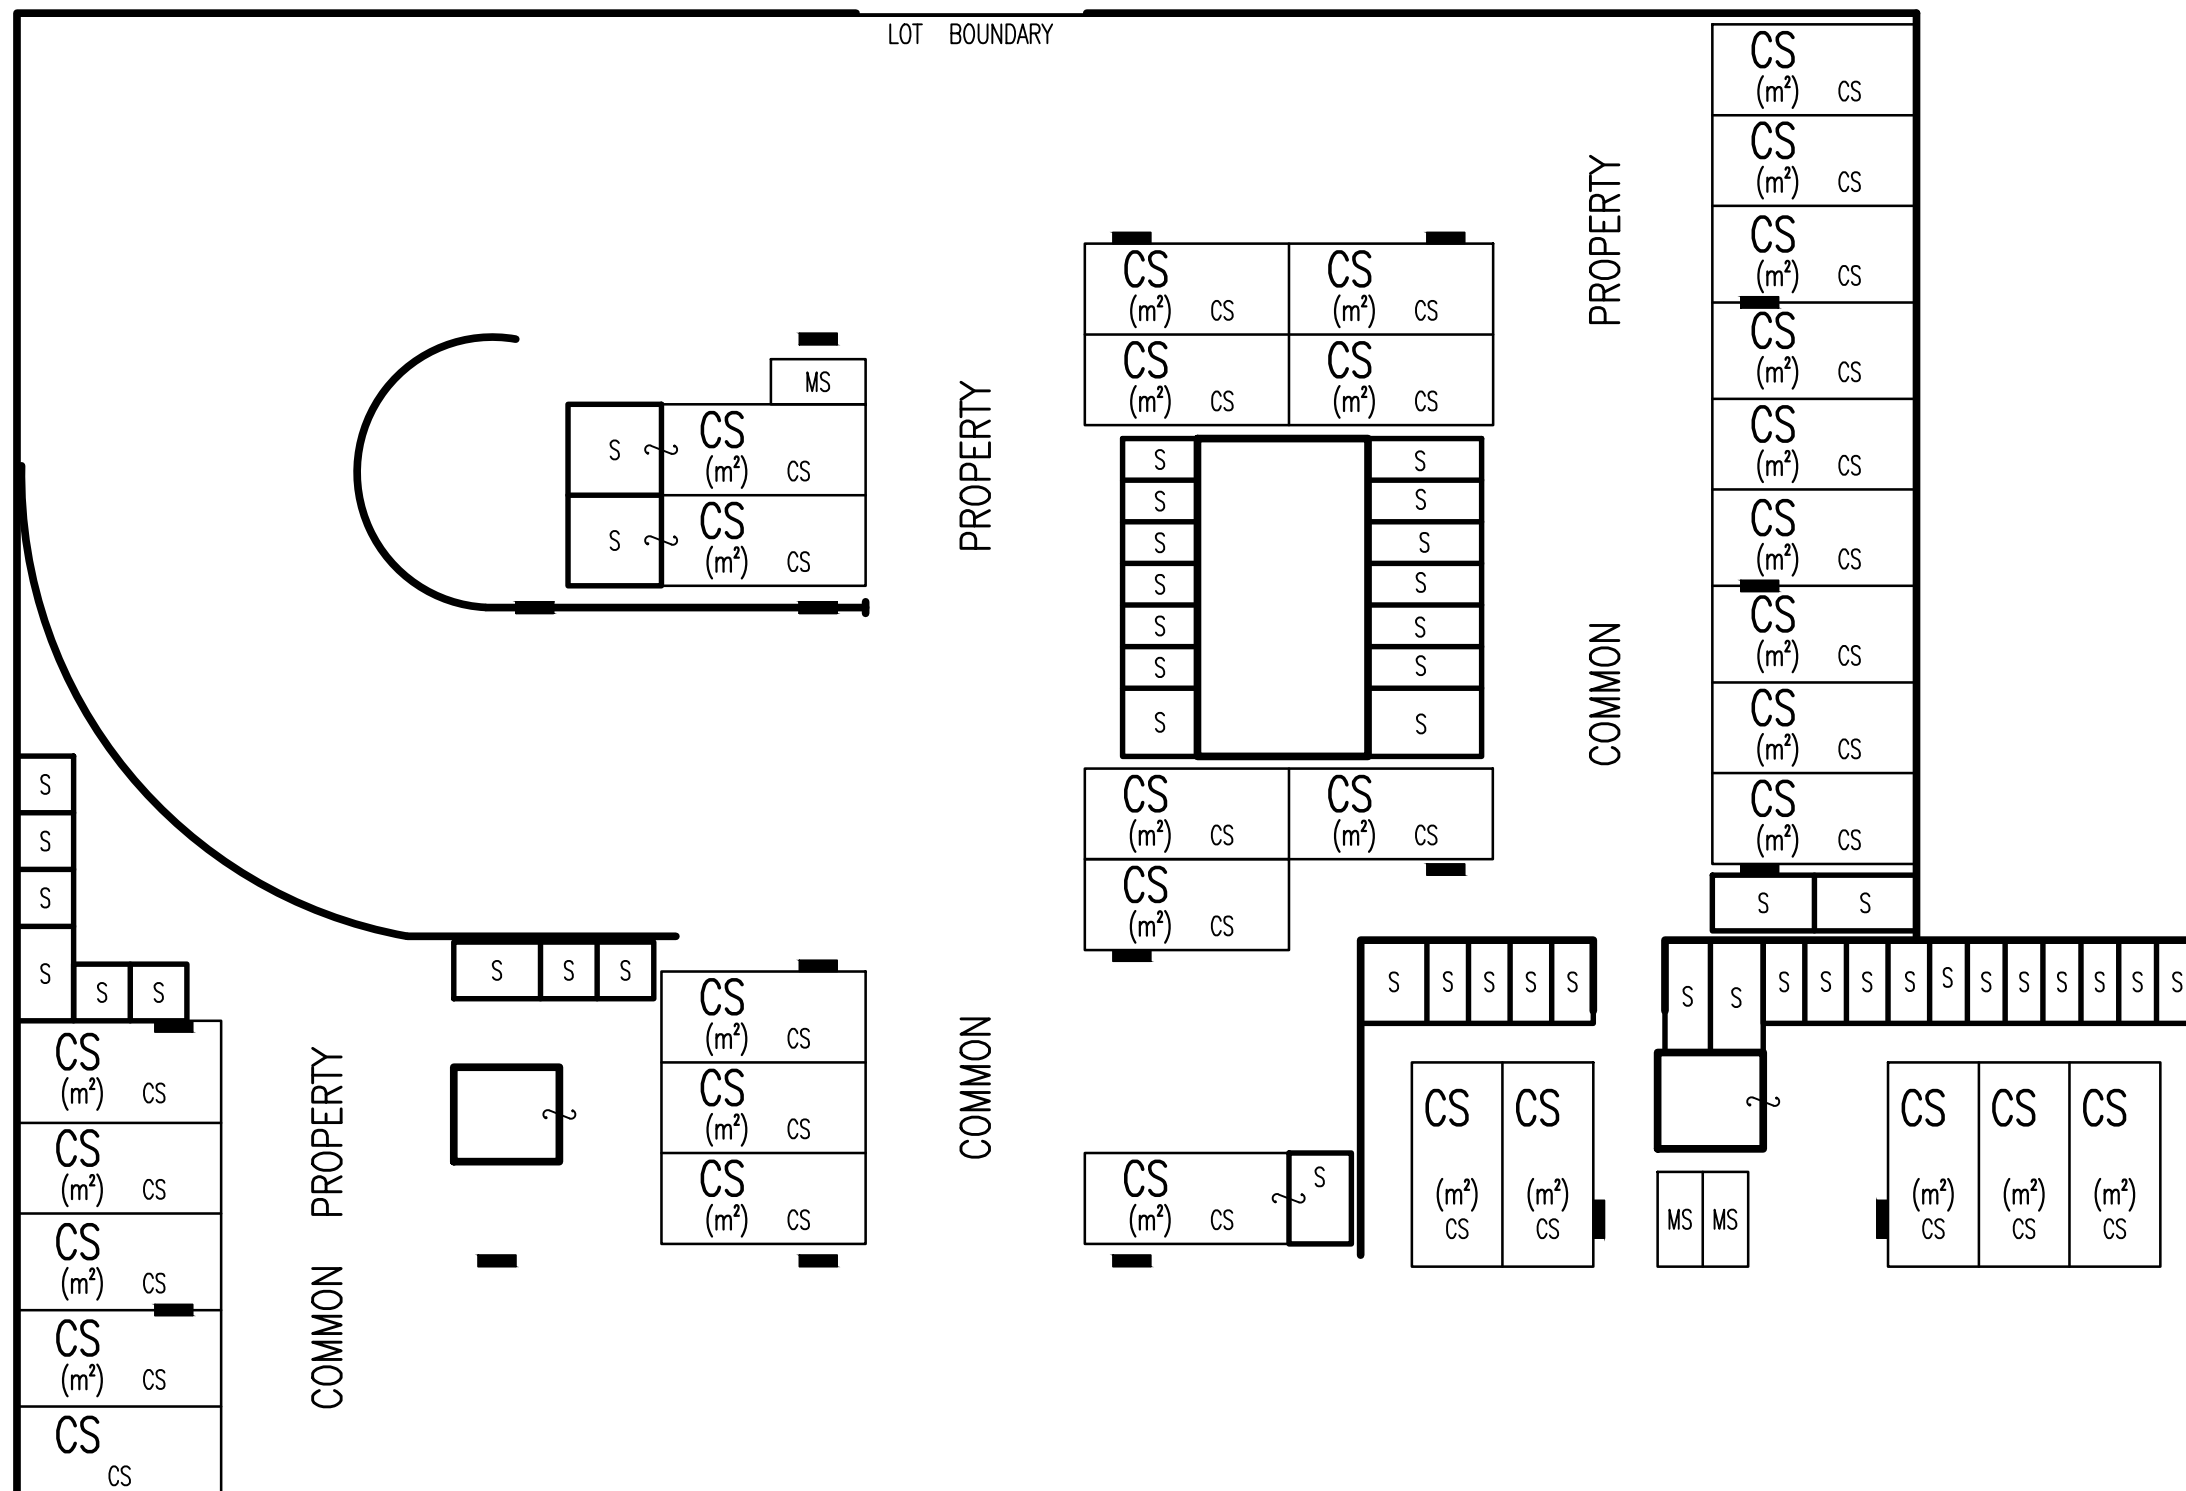 LOT BOUNDARY
CS
(m²) CS
CS
(m²) CS
CS
(m²) CS
CS
(m²) CS
CS
(m²) CS
CS
(m²) CS
CS
(m²) CS
CS
(m²) CS
CS
(m²) CS
S S
PROPERTY
COMMON
CS CS
(m²) CS (m²) CS
CS CS
(m²) CS (m²) CS
S S
S S
S S
S S
S S
S S
S S
CS CS
(m²) CS (m²) CS
CS
(m²) CS
PROPERTY
COMMON
MS
S CS
(m²) CS
S CS
(m²) CS
S
S
S
S
S S
S S S
CS
(m²) CS
CS
(m²) CS
CS
(m²) CS
CS
(m²) CS
CS
(m²) CS
CS
(m²) CS
CS
(m²) CS
CS
CS
PROPERTY
COMMON
CS
(m²) CS
S
S S S S S
CS CS
(m²) (m²)
CS CS
S S S S S S S S S S S S S
MS MS
CS CS CS
(m²) (m²) (m²)
CS CS CS